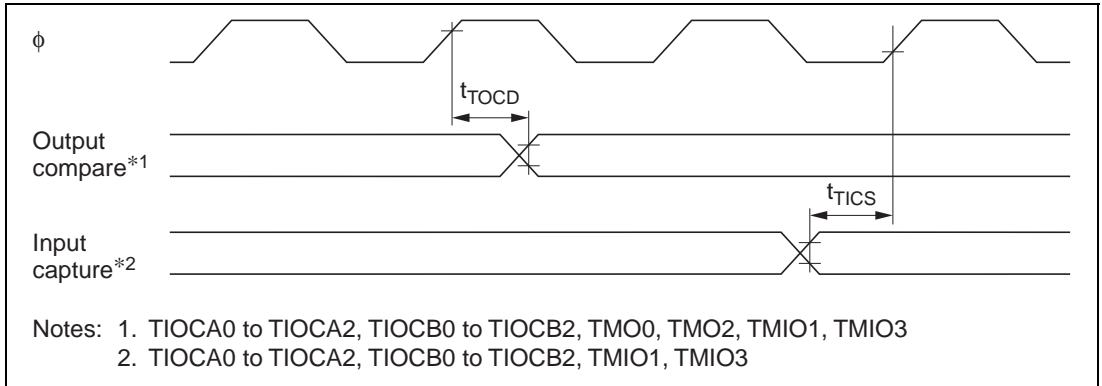 ϕ
tTOCD
Output
compare*1
tTICS
Input
capture*2
Notes: 1. TIOCA0 to TIOCA2, TIOCB0 to TIOCB2, TMO0, TMO2, TMIO1, TMIO3
2. TIOCA0 to TIOCA2, TIOCB0 to TIOCB2, TMIO1, TMIO3